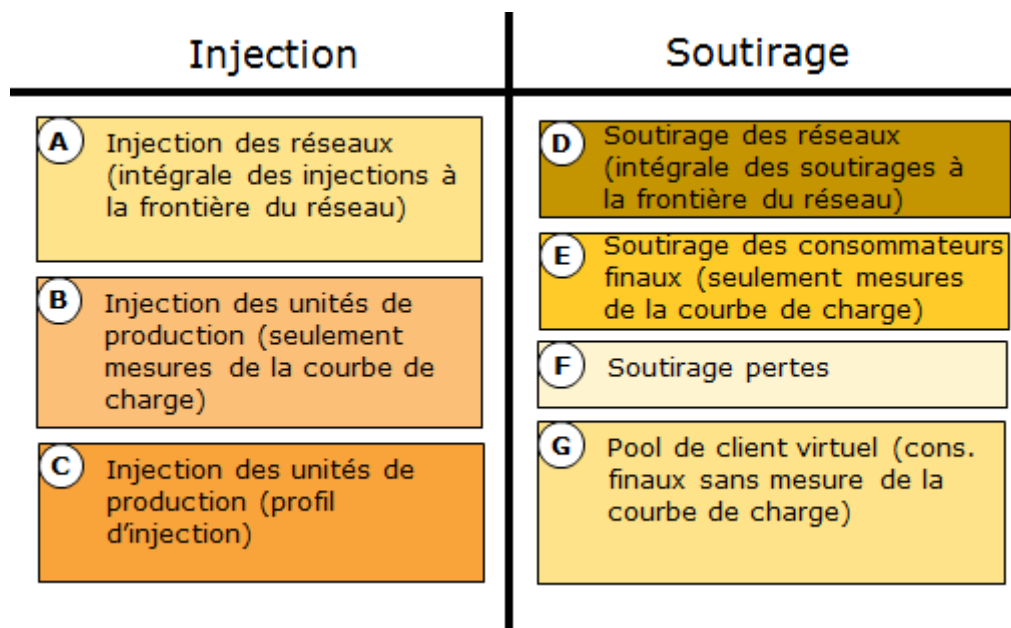 Injection
A
Injection des réseaux
(intégrale des injections à
la frontière du réseau)
B
Injection des unités de
production (seulement
mesures de la courbe de
charge)
C
Injection des unités de
production (profil
d'injection)
Soutirage
D
Soutirage des réseaux
(intégrale des soutirages à
la frontière du réseau)
E
Soutirage des consommateurs
finaux (seulement mesures
de la courbe de charge)
F
Soutirage pertes
G
Pool de client virtuel (cons.
finaux sans mesure de la
courbe de charge)